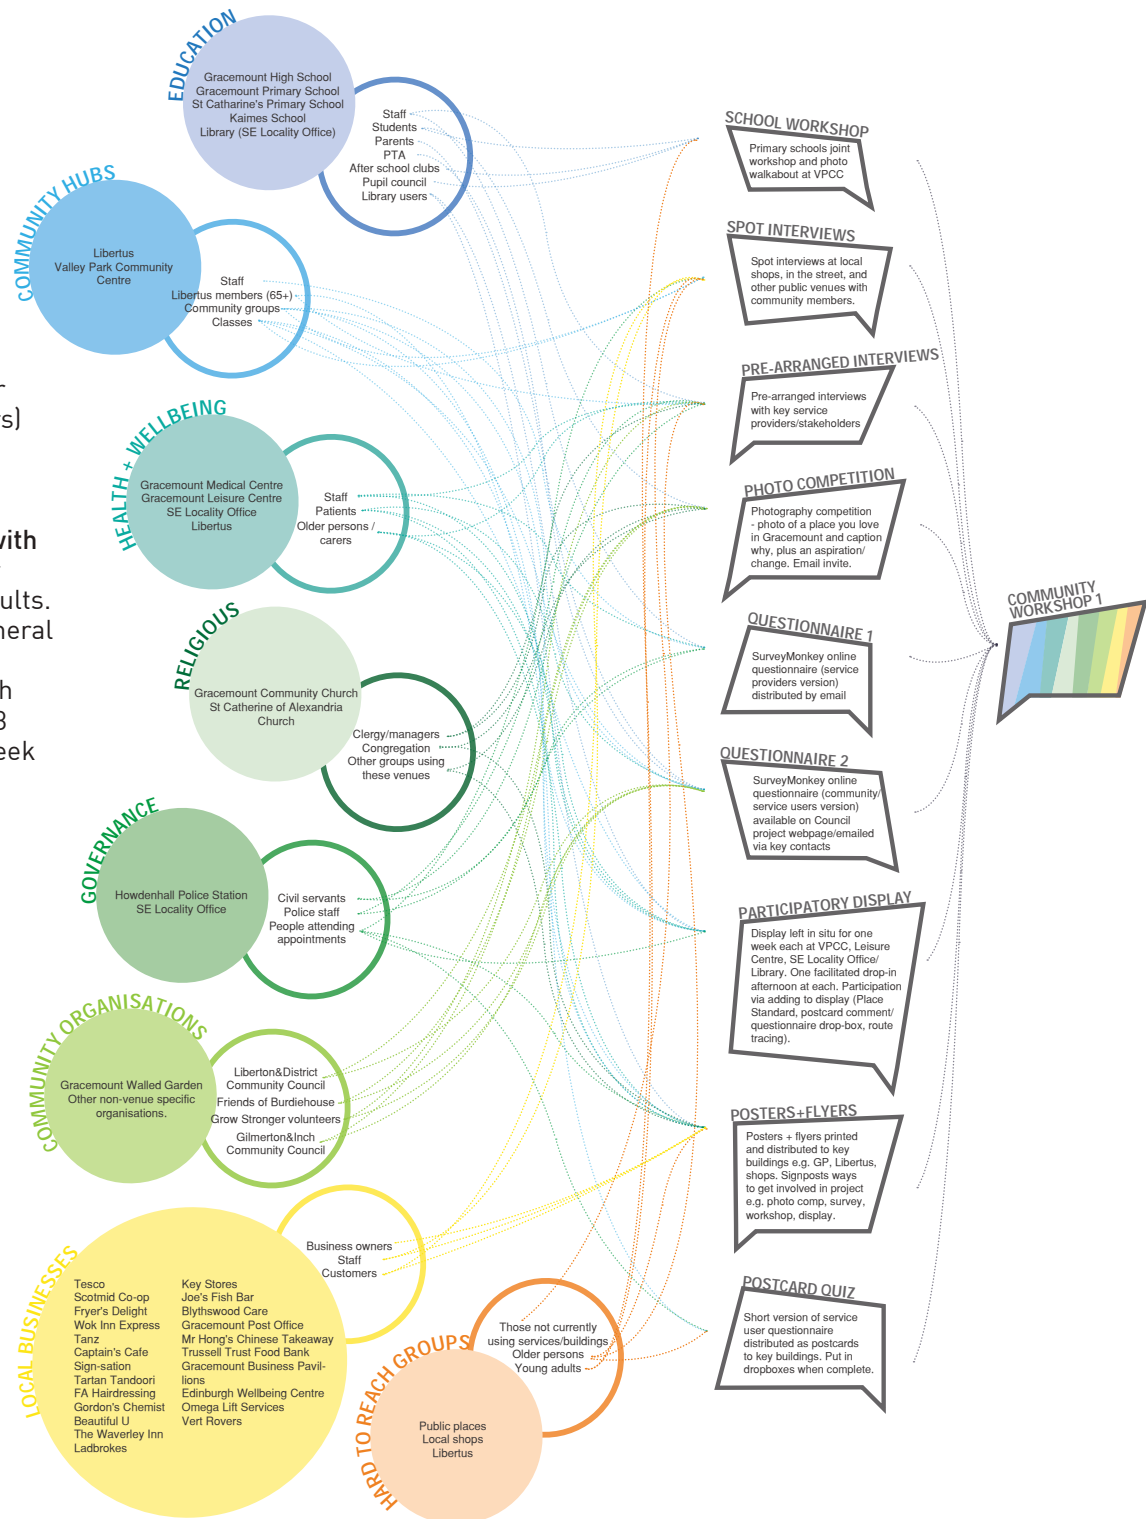 EDUCATION
Gracemount High School
Gracemount Primary School
St Catharine's Primary School
Kaimes School
Library (SE Locality Office)
Staff
Students
Parents
PTA
After school clubs
Pupil council
Library users
COMMUNITY HUBS
Libertus
Valley Park Community
Centre
Staff
Libertus members (65+)
Community groups
Classes
r
s)
with
ults.
neral
h
3
eek
HEALTH + WELLBEING
Gracemount Medical Centre
Gracemount Leisure Centre
SE Locality Office
Libertus
Staff
Patients
Older persons /
carers
RELIGIOUS
Gracemount Community Church
St Catherine of Alexandria
Church
Clergy/managers
Congregation
Other groups using
these venues
GOVERNANCE
Howdenhall Police Station
SE Locality Office
Civil servants
Police staff
People attending
appointments
COMMUNITY ORGANISATIONS
Gracemount Walled Garden
Other non-venue specific
organisations.
Liberton&District
Community Council
Friends of Burdiehouse
Grow Stronger volunteers
Gilmerton&Inch
Community Council
LOCAL BUSINESSES
Tesco
Scotmid Co-op
Fryer's Delight
Wok Inn Express
Tanz
Captain's Cafe
Sign-sation
Tartan Tandoori
FA Hairdressing
Gordon's Chemist
Beautiful U
The Waverley Inn
Ladbrokes
Key Stores
Joe's Fish Bar
Blythswood Care
Gracemount Post Office
Mr Hong's Chinese Takeaway
Trussell Trust Food Bank
Gracemount Business Pavil-
lions
Edinburgh Wellbeing Centre
Omega Lift Services
Vert Rovers
Business owners
Staff
Customers
HARD TO REACH GROUPS
Public places
Local shops
Libertus
Those not currently
using services/buildings
Older persons
Young adults
SCHOOL WORKSHOP
Primary schools joint
workshop and photo
walkabout at VPCC
SPOT INTERVIEWS
Spot interviews at local
shops, in the street, and
other public venues with
community members.
PRE-ARRANGED INTERVIEWS
Pre-arranged interviews
with key service
providers/stakeholders
PHOTO COMPETITION
Photography competition
- photo of a place you love
in Gracemount and caption
why, plus an aspiration/
change. Email invite.
QUESTIONNAIRE 1
SurveyMonkey online
questionnaire (service
providers version)
distributed by email
QUESTIONNAIRE 2
SurveyMonkey online
questionnaire (community/
service users version)
available on Council
project webpage/emailed
via key contacts
PARTICIPATORY DISPLAY
Display left in situ for one
week each at VPCC, Leisure
Centre, SE Locality Office/
Library. One facilitated drop-in
afternoon at each. Participation
via adding to display (Place
Standard, postcard comment/
questionnaire drop-box, route
tracing).
POSTERS+FLYERS
Posters + flyers printed
and distributed to key
buildings e.g. GP, Libertus,
shops. Signposts ways
to get involved in project
e.g. photo comp, survey,
workshop, display.
POSTCARD QUIZ
Short version of service
user questionnaire
distributed as postcards
to key buildings. Put in
dropboxes when complete.
COMMUNITY
WORKSHOP 1